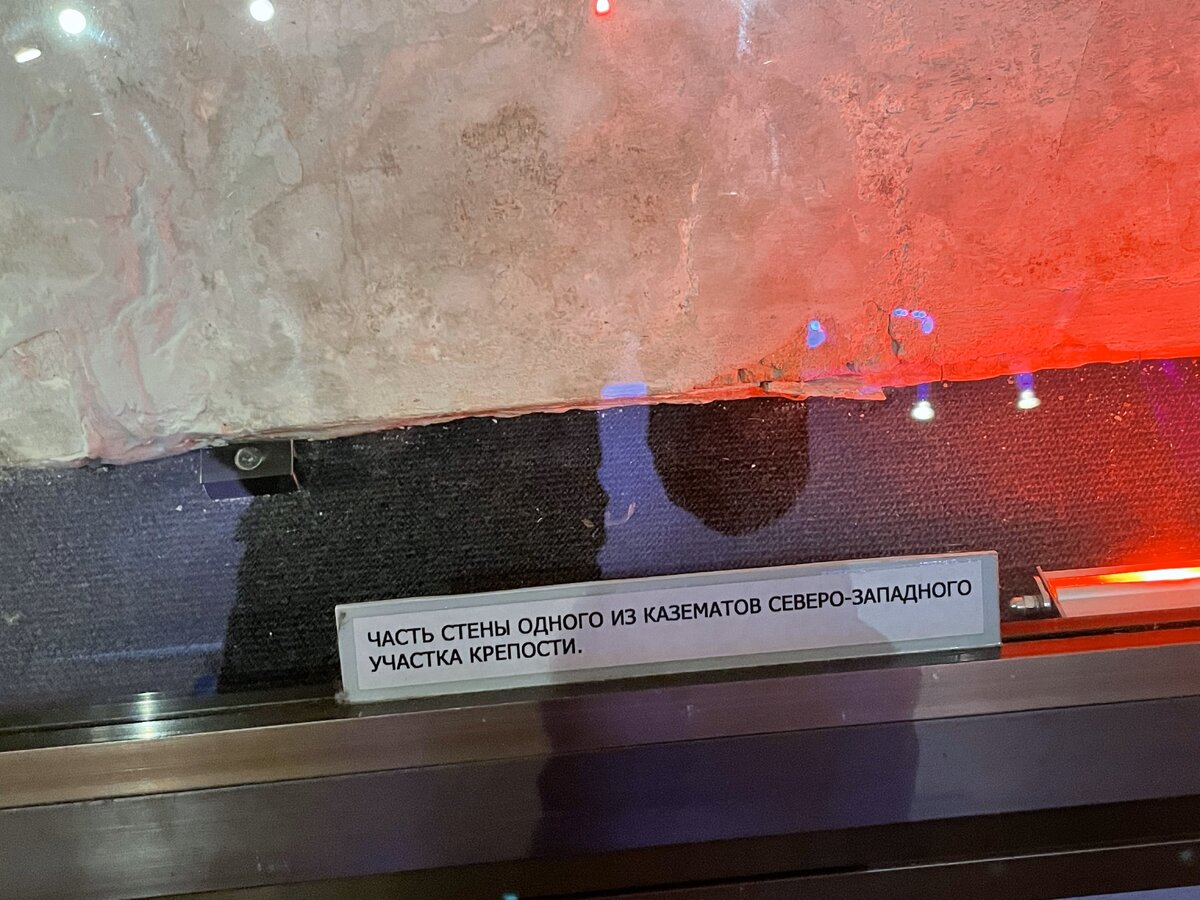 ЧАСТЬ СТЕНЫ ОДНОГО ИЗ КАЗЕМАТОВ СЕВЕРО-ЗАПАДНОГО
УЧАСТКА КРЕПОСТИ.